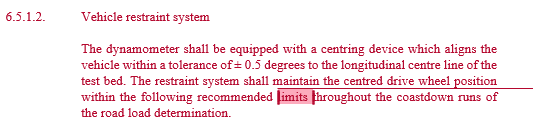 6.5.1.2. Vehicle restraint system
The dynamometer shall be equipped with a centring device which aligns the
vehicle within a tolerance of ± 0.5 degrees to the longitudinal centre line of the
test bed. The restraint system shall maintain the centred drive wheel position
within the following recommended limits throughout the coastdown runs of
the road load determination.